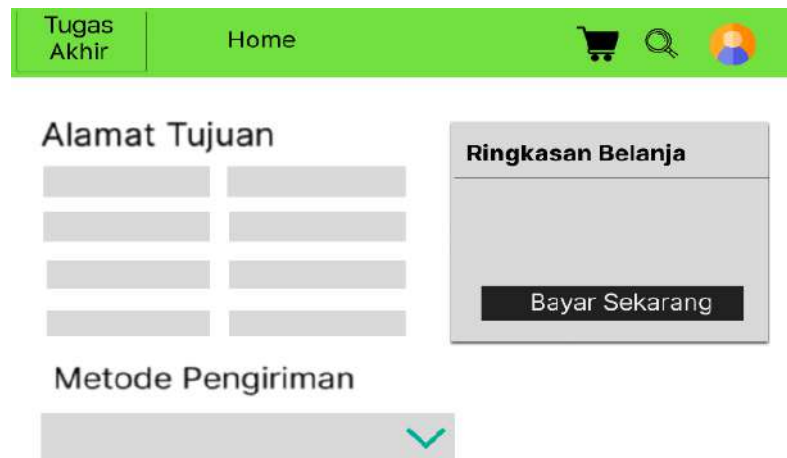 Tugas
Akhir
Home
Alamat Tujuan
Ringkasan Belanja
Bayar Sekarang
Metode Pengiriman